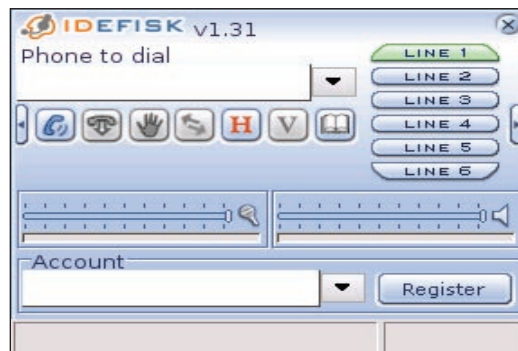 IDEFISK v1.31
Phone to dial
LINE 1
LINE 2
LINE 3
LINE 4
LINE 5
LINE 6
H
V
Account
Register